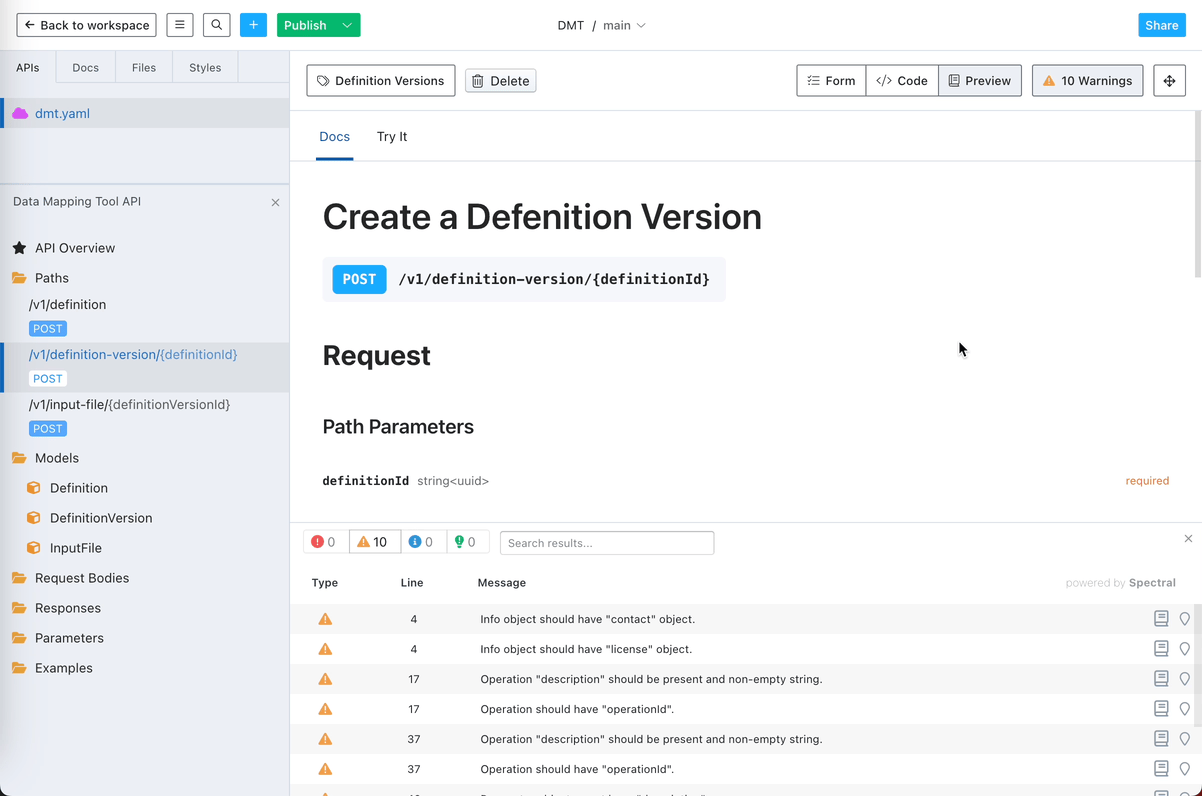 Back to workspace
Publish
DMT / main
Share
APIs Docs Files Styles
dmt.yaml
Definition Versions Delete
Form </> Code Preview 10 Warnings
Docs Try It
Data Mapping Tool API
API Overview
Paths
/v1/definition
POST
/v1/definition-version/{definitionId}
POST
/v1/input-file/{definitionVersionId}
POST
Models
Definition
DefinitionVersion
InputFile
Request Bodies
Responses
Parameters
Examples
Create a Defenition Version
POST /v1/definition-version/{definitionId}
Request
Path Parameters
definitionId string<uuid> required
0 10 0 0 Search results...
Type Line Message powered by Spectral
4 Info object should have "contact" object.
4 Info object should have "license" object.
17 Operation "description" should be present and non-empty string.
17 Operation should have "operationId".
37 Operation "description" should be present and non-empty string.
37 Operation should have "operationId".